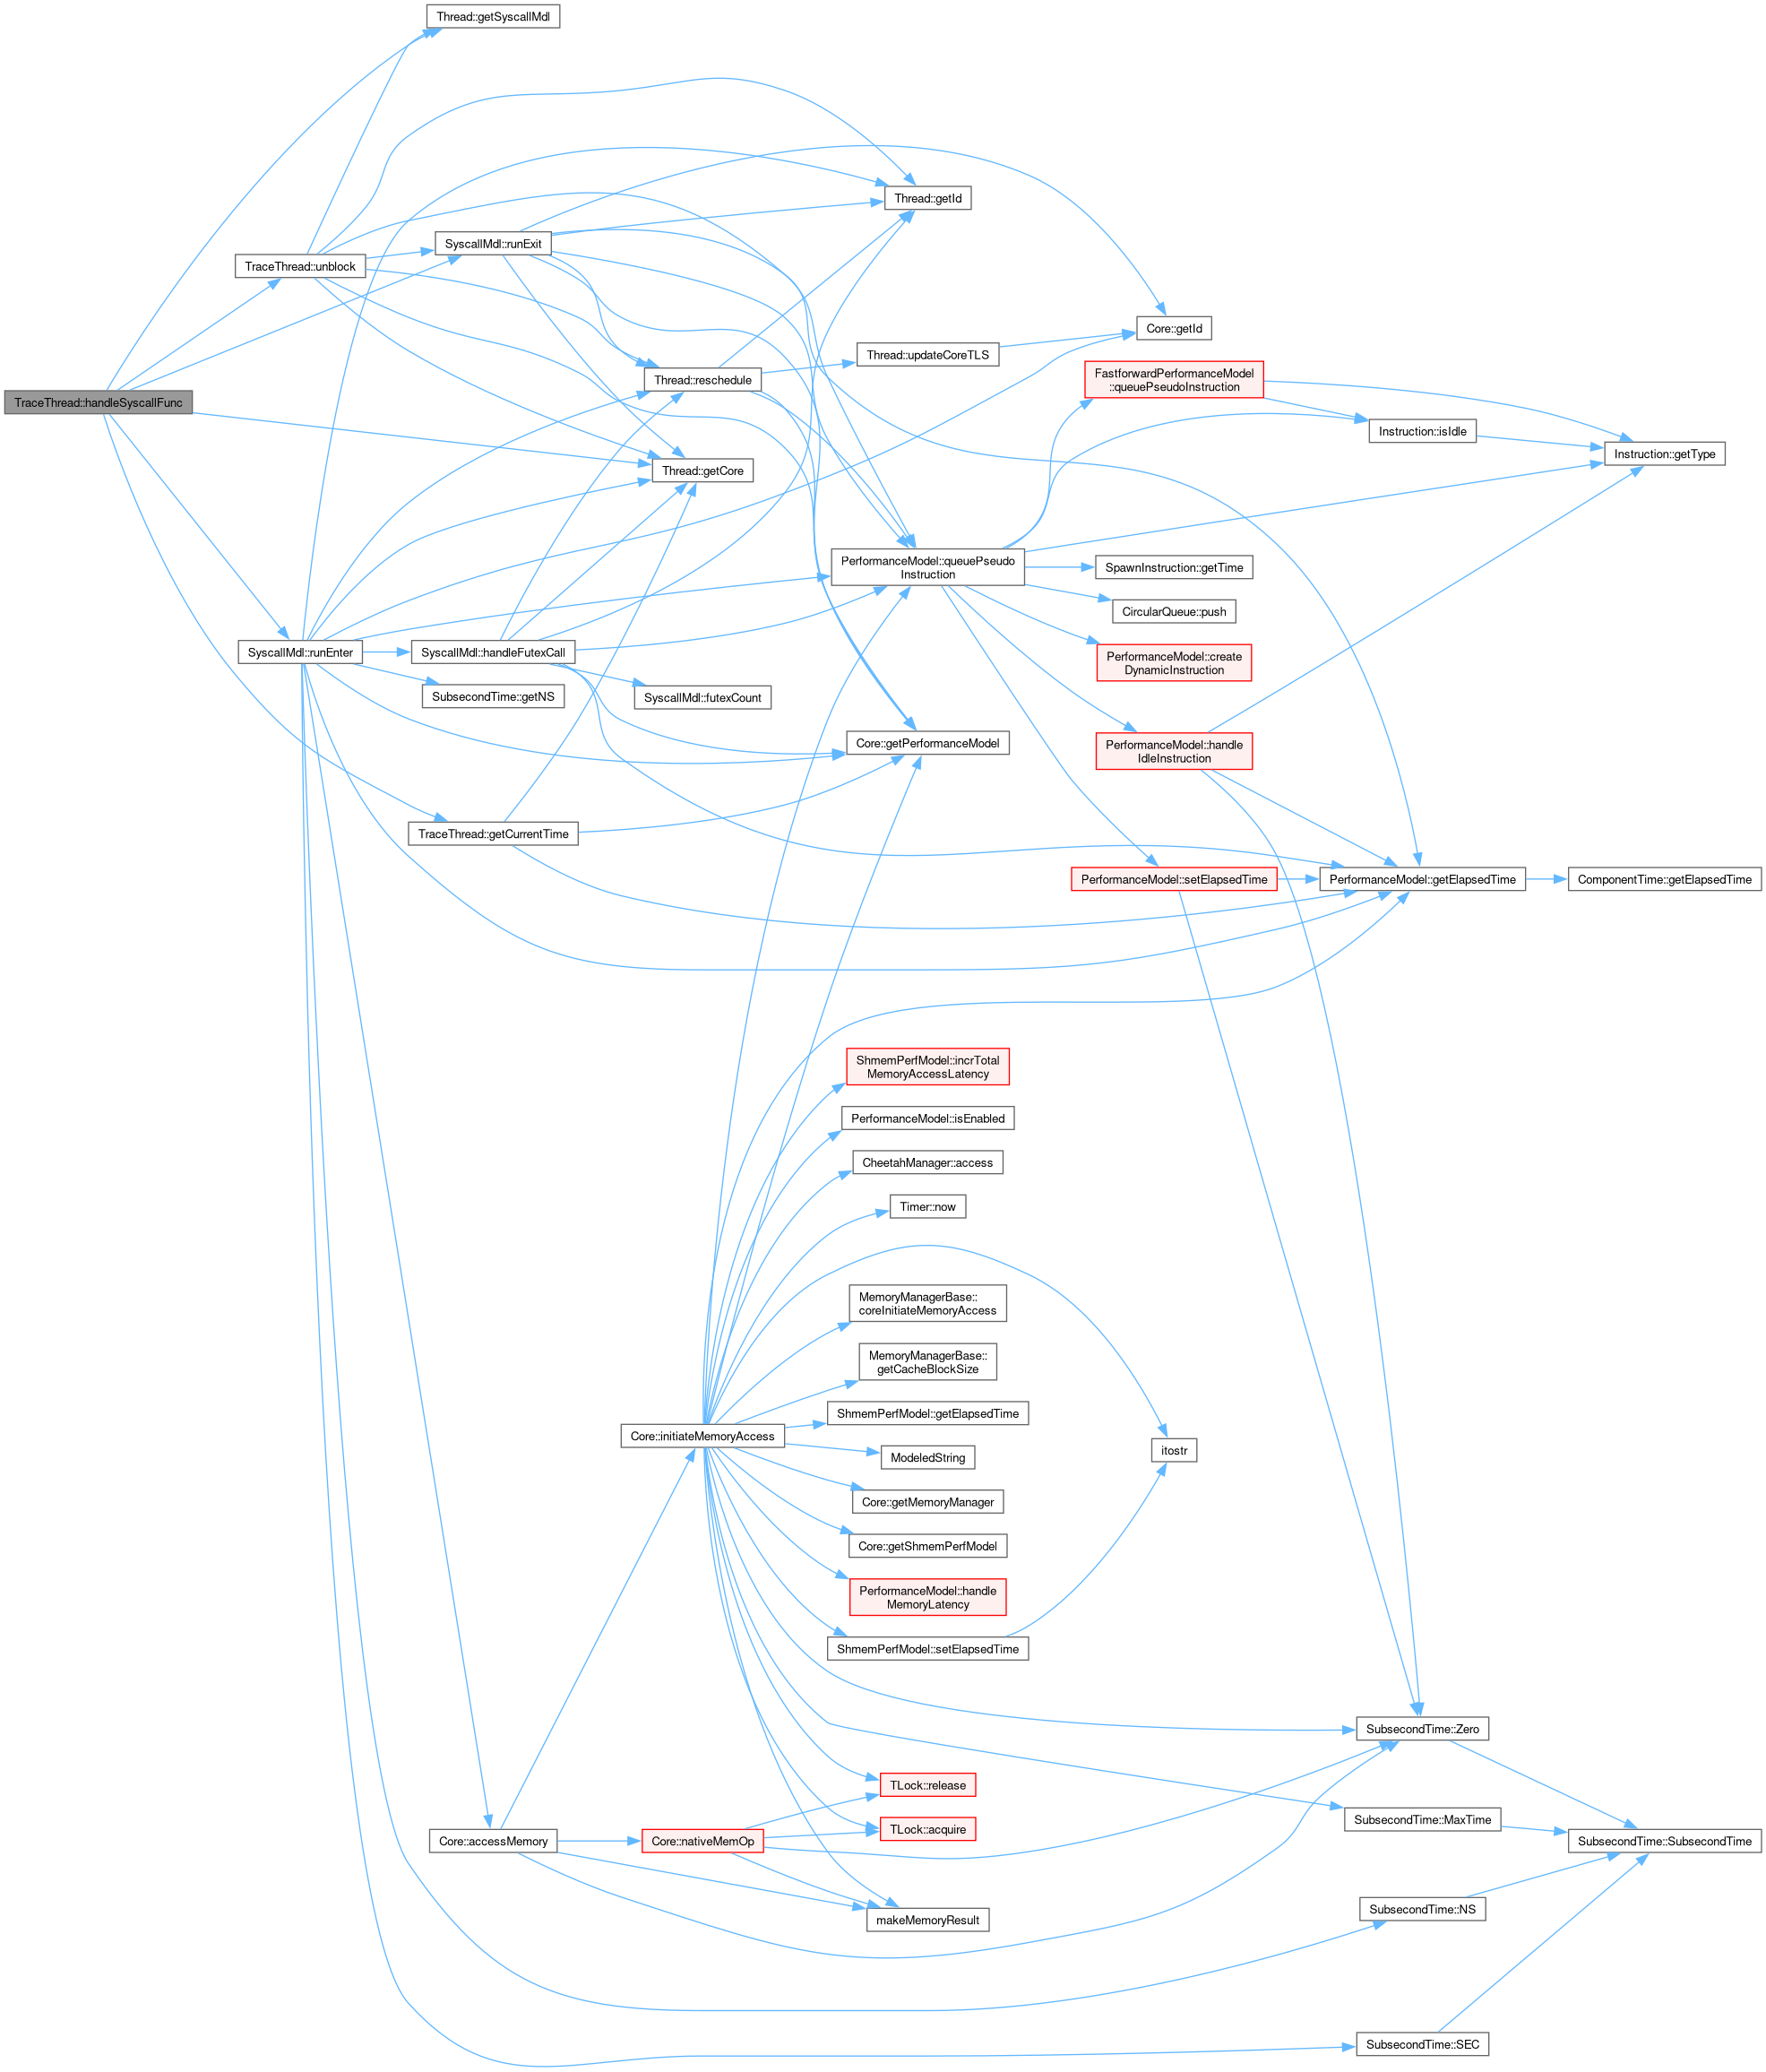 Thread::getSyscallMdl
Thread::getId
SyscallMdl::runExit
TraceThread::unblock
Core::getId
Thread::updateCoreTLS
Thread::reschedule
FastforwardPerformanceModel
::queuePseudoInstruction
TraceThread::handleSyscallFunc
Instruction::isIdle
Instruction::getType
Thread::getCore
PerformanceModel::queuePseudo
Instruction
SpawnInstruction::getTime
CircularQueue::push
SyscallMdl::runEnter
SyscallMdl::handleFutexCall
PerformanceModel::create
DynamicInstruction
SubsecondTime::getNS
SyscallMdl::futexCount
Core::getPerformanceModel
PerformanceModel::handle
IdleInstruction
TraceThread::getCurrentTime
PerformanceModel::setElapsedTime
PerformanceModel::getElapsedTime
ComponentTime::getElapsedTime
ShmemPerfModel::incrTotal
MemoryAccessLatency
PerformanceModel::isEnabled
CheetahManager::access
Timer::now
MemoryManagerBase::
coreInitiateMemoryAccess
MemoryManagerBase::
getCacheBlockSize
ShmemPerfModel::getElapsedTime
Core::initiateMemoryAccess
itostr
ModeledString
Core::getMemoryManager
Core::getShmemPerfModel
PerformanceModel::handle
MemoryLatency
ShmemPerfModel::setElapsedTime
SubsecondTime::Zero
TLock::release
SubsecondTime::MaxTime
TLock::acquire
Core::accessMemory
Core::nativeMemOp
SubsecondTime::SubsecondTime
SubsecondTime::NS
makeMemoryResult
SubsecondTime::SEC